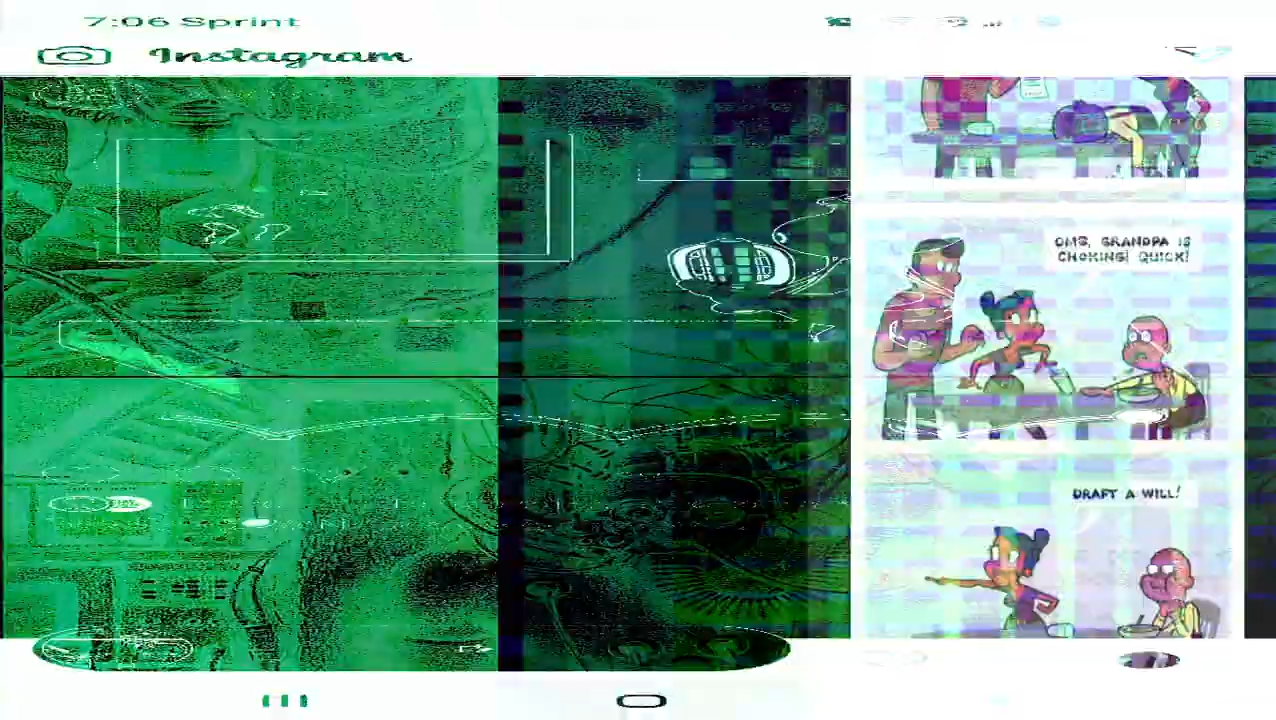 7:06 Sprint
Instagram
OMG, GRANDPA IS
CHOKING! QUICK!
DRAFT A WILL!